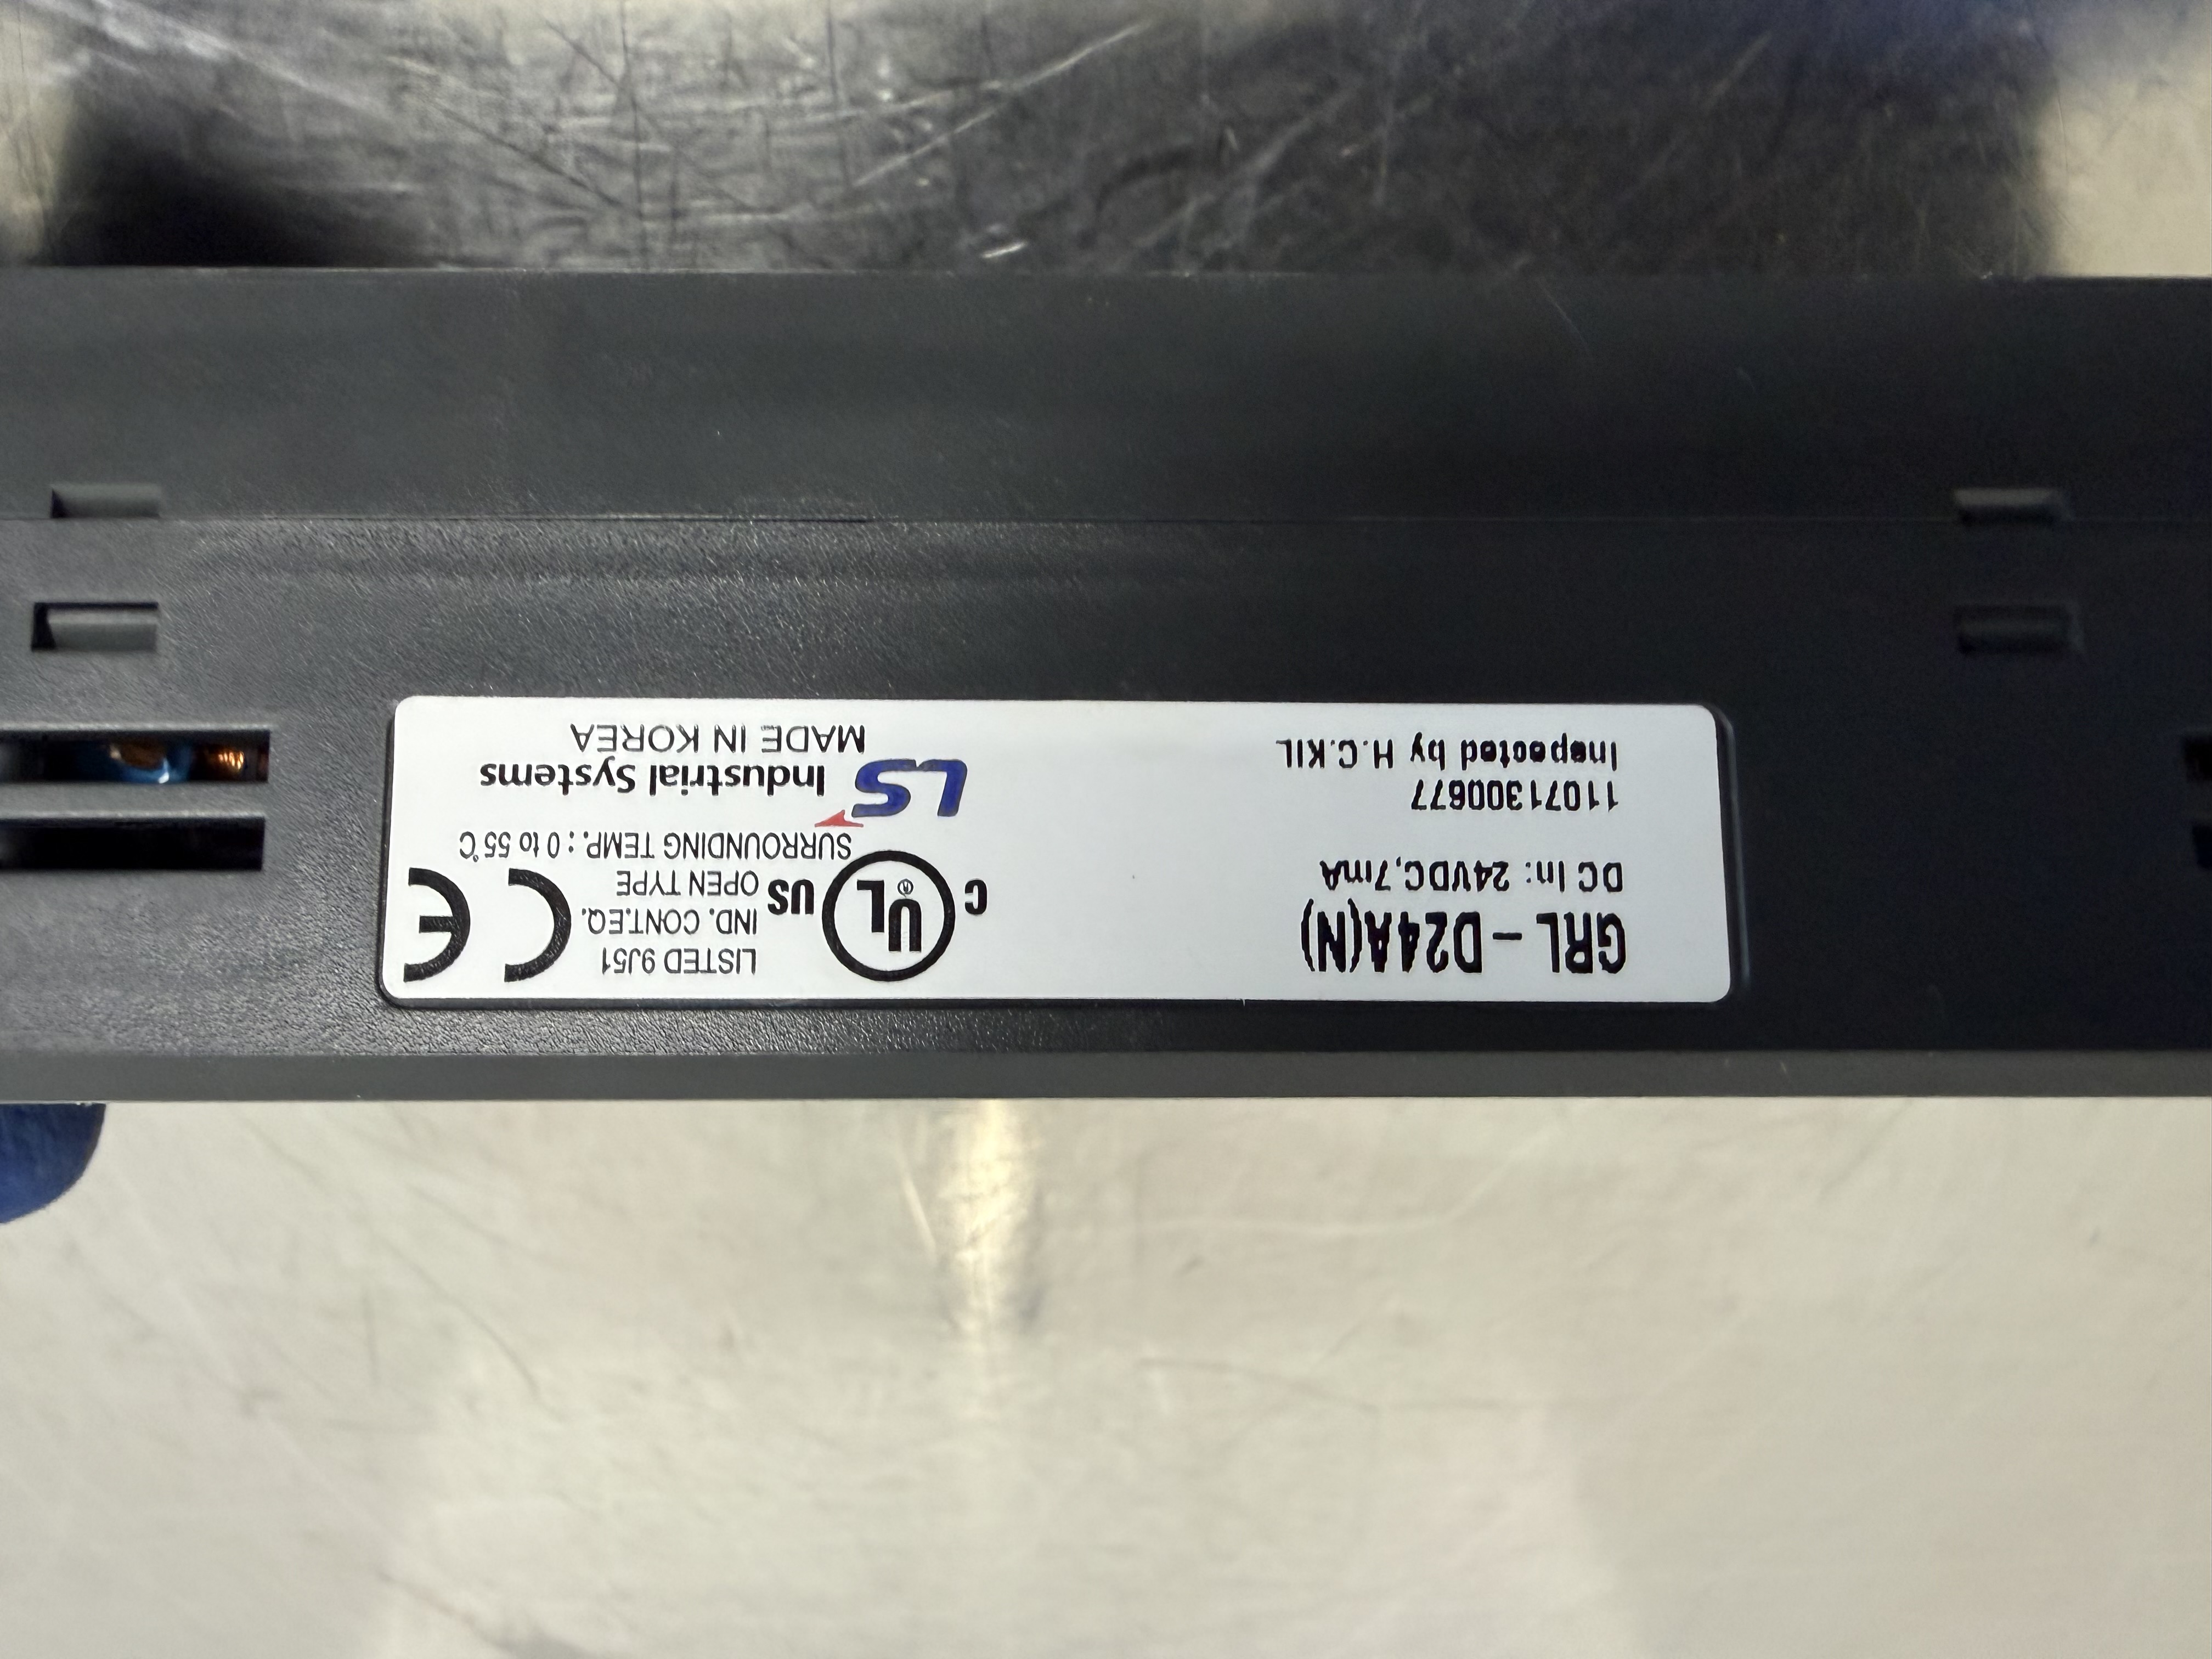 GRL - D24A(N)
DC In: 24VDC,7mA
11071300677
Inspected by H.C.KIL
C UL ® US
LISTED 9J51
IND. CONT.EQ.
OPEN TYPE
CE
SURROUNDING TEMP. : 0 to 55°C
LS Industrial Systems
MADE IN KOREA